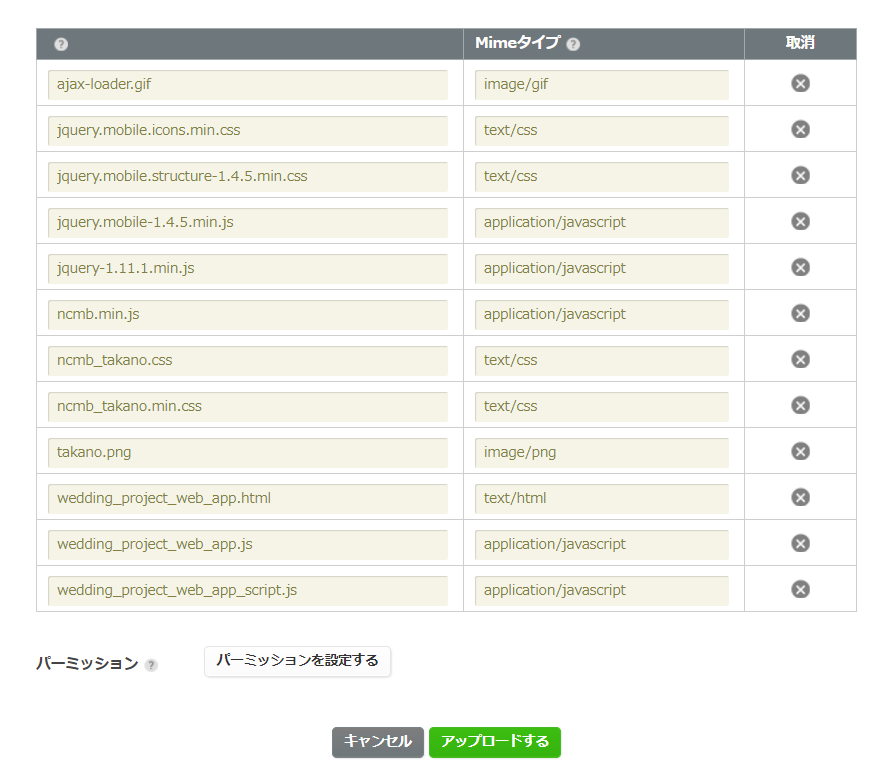 Mimeタイプ 取消
ajax-loader.gif image/gif
jquery.mobile.icons.min.css text/css
jquery.mobile.structure-1.4.5.min.css text/css
jquery.mobile-1.4.5.min.js application/javascript
jquery-1.11.1.min.js application/javascript
ncmb.min.js application/javascript
ncmb_takano.css text/css
ncmb_takano.min.css text/css
takano.png image/png
wedding_project_web_app.html text/html
wedding_project_web_app.js application/javascript
wedding_project_web_app_script.js application/javascript
パーミッション パーミッションを設定する
キャンセル アップロードする